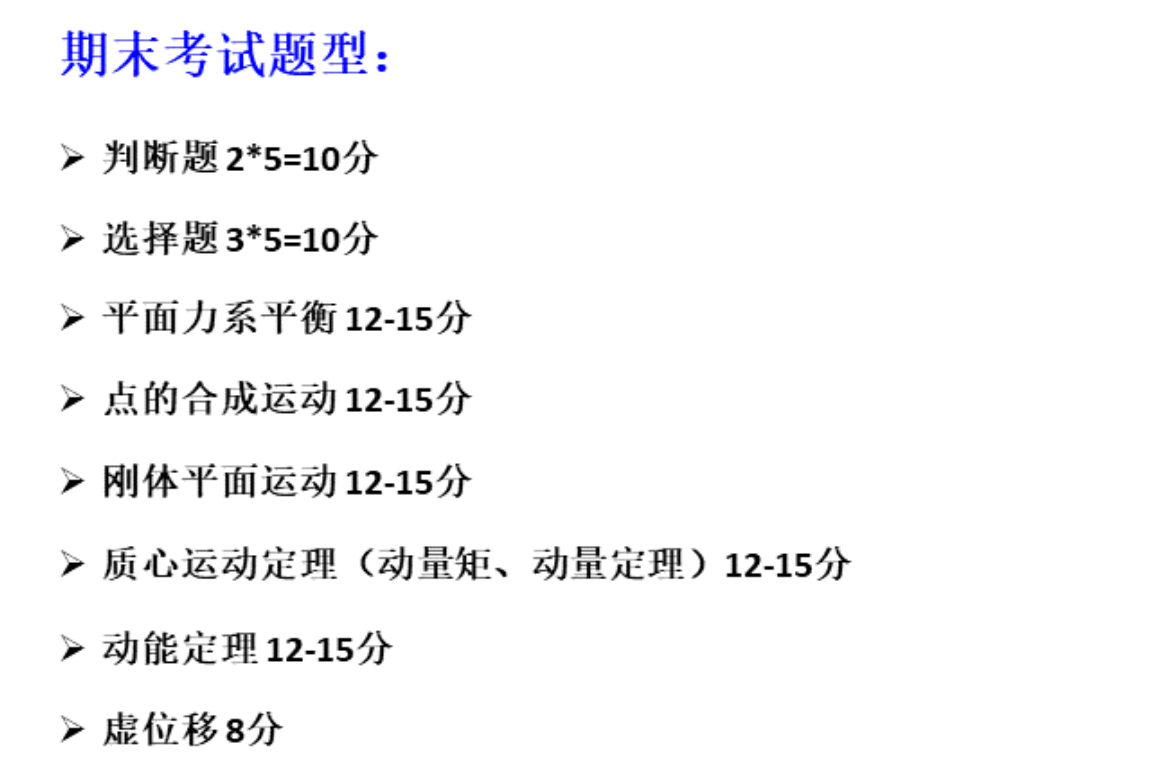 期末考试题型：
➢ 判断题 2*5=10分
➢ 选择题 3*5=10分
➢ 平面力系平衡 12-15分
➢ 点的合成运动 12-15分
➢ 刚体平面运动 12-15分
➢ 质心运动定理（动量矩、动量定理）12-15分
➢ 动能定理 12-15分
➢ 虚位移 8分